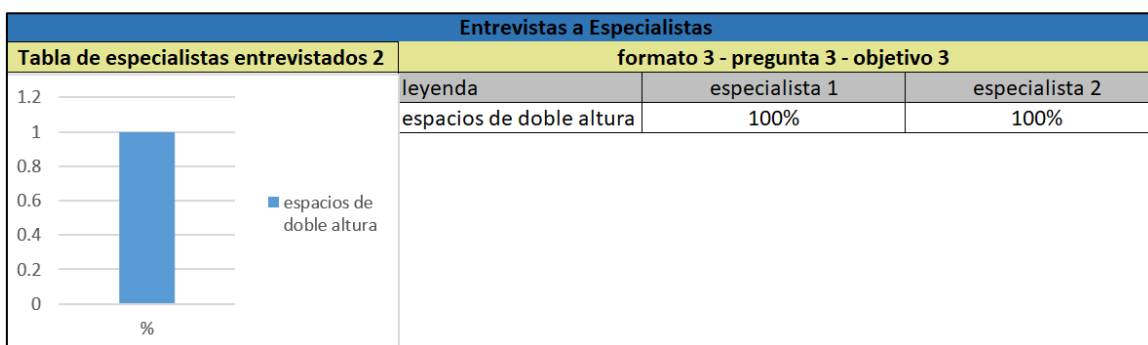 Entrevistas a Especialistas
Tabla de especialistas entrevistados 2
formato 3 - pregunta 3 - objetivo 3
leyenda
especialista 1
especialista 2
espacios de doble altura
100%
100%
1.2
1
0.8
0.6
0.4
0.2
0
%
espacios de
doble altura